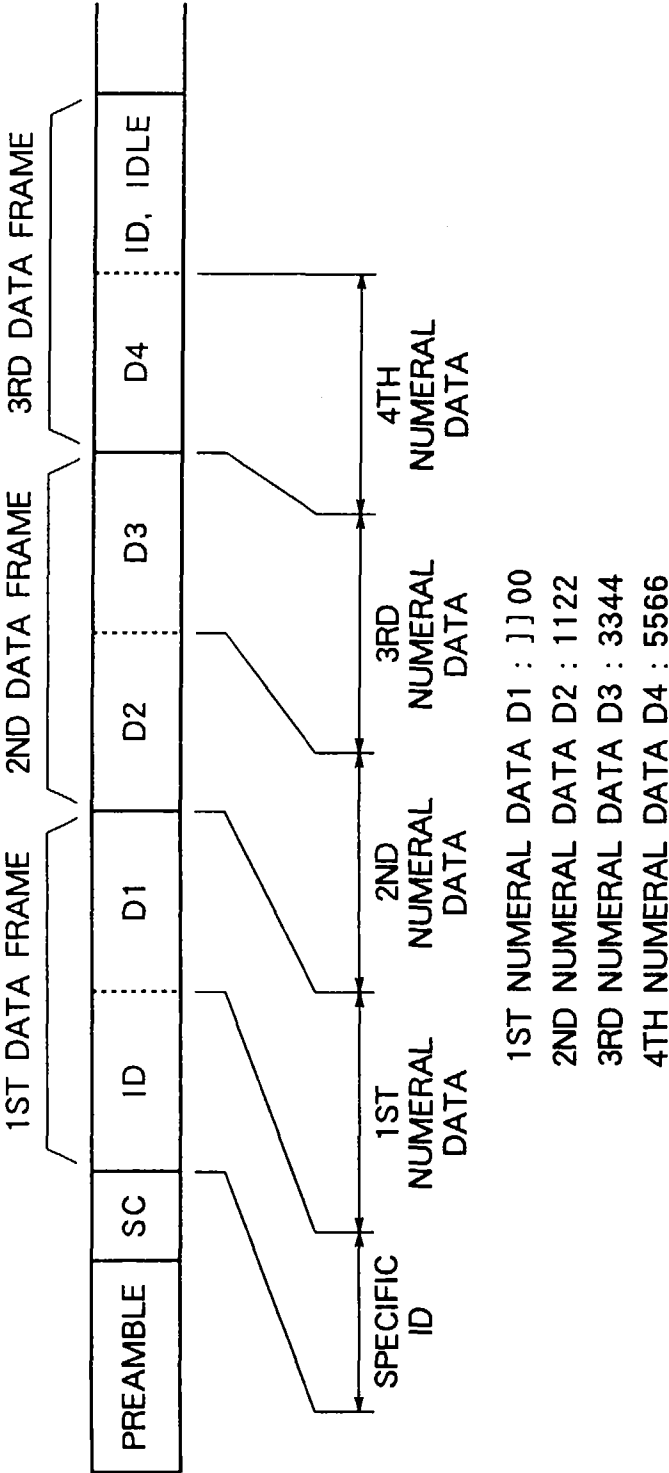 1ST DATA FRAME
2ND DATA FRAME
3RD DATA FRAME
PREAMBLE
SC
ID
D1
D2
D3
D4
ID, IDLE
SPECIFIC
ID
1ST
NUMERAL
DATA
2ND
NUMERAL
DATA
3RD
NUMERAL
DATA
4TH
NUMERAL
DATA
1ST NUMERAL DATA D1 : ]]00
2ND NUMERAL DATA D2 : 1122
3RD NUMERAL DATA D3 : 3344
4TH NUMERAL DATA D4 : 5566